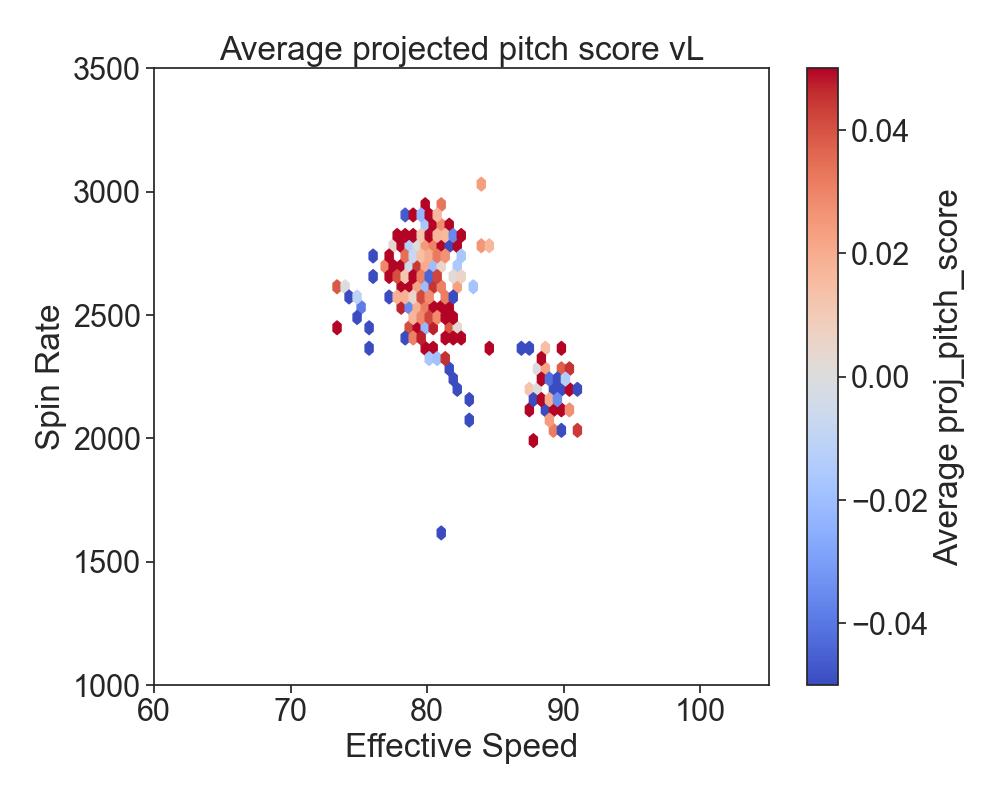 Average projected pitch score vL
3500
3000
2500
2000
1500
1000
Spin Rate
60 70 80 90 100
Effective Speed
0.04
0.02
0.00
−0.02
−0.04
Average proj_pitch_score